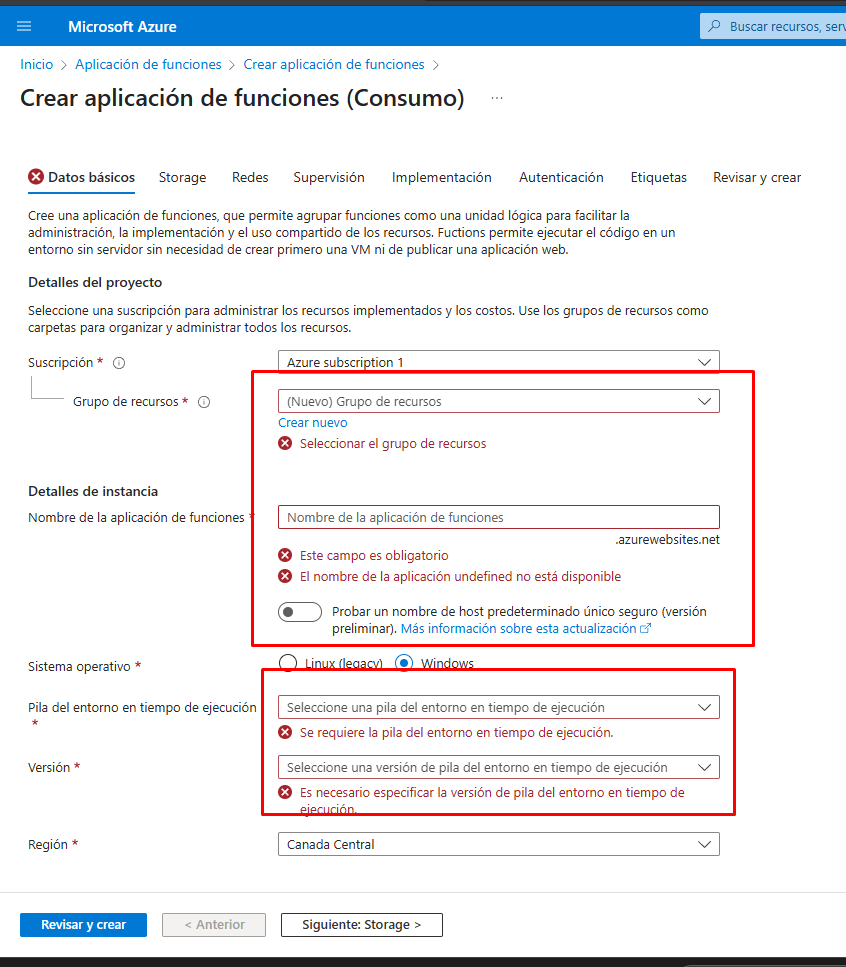 Microsoft Azure
Buscar recursos, serv
Inicio > Aplicación de funciones > Crear aplicación de funciones >
Crear aplicación de funciones (Consumo) ...
Datos básicos Storage Redes Supervisión Implementación Autenticación Etiquetas Revisar y crear
Cree una aplicación de funciones, que permite agrupar funciones como una unidad lógica para facilitar la
administración, la implementación y el uso compartido de los recursos. Fuctions permite ejecutar el código en un
entorno sin servidor sin necesidad de crear primero una VM ni de publicar una aplicación web.
Detalles del proyecto
Seleccione una suscripción para administrar los recursos implementados y los costos. Use los grupos de recursos como
carpetas para organizar y administrar todos los recursos.
Suscripción *
Azure subscription 1
Grupo de recursos *
(Nuevo) Grupo de recursos
Crear nuevo
Seleccionar el grupo de recursos
Detalles de instancia
Nombre de la aplicación de funciones *
Nombre de la aplicación de funciones
.azurewebsites.net
Este campo es obligatorio
El nombre de la aplicación undefined no está disponible
Probar un nombre de host predeterminado único seguro (versión
preliminar). Más información sobre esta actualización
Sistema operativo *
Linux (legacy) Windows
Pila del entorno en tiempo de ejecución
*
Seleccione una pila del entorno en tiempo de ejecución
Se requiere la pila del entorno en tiempo de ejecución.
Versión *
Seleccione una versión de pila del entorno en tiempo de ejecución
Es necesario especificar la versión de pila del entorno en tiempo de
ejecución.
Región *
Canada Central
Revisar y crear
< Anterior
Siguiente: Storage >